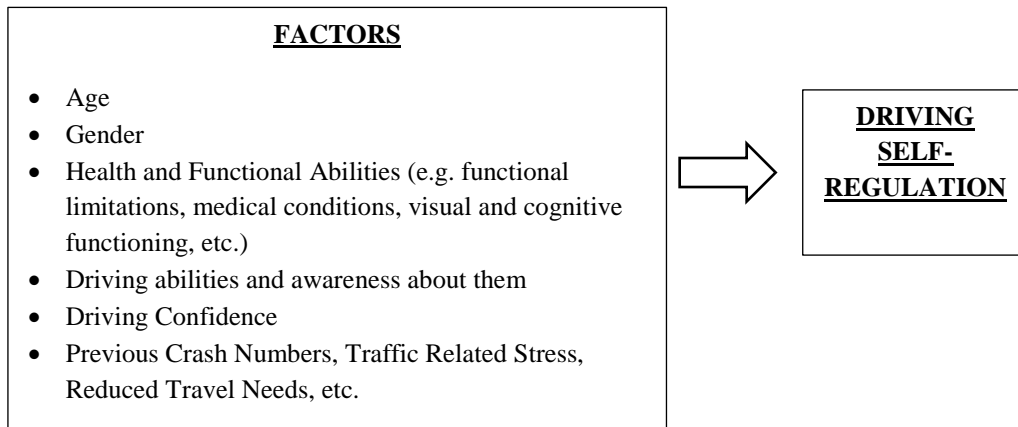 FACTORS
• Age
• Gender
• Health and Functional Abilities (e.g. functional
limitations, medical conditions, visual and cognitive
functioning, etc.)
• Driving abilities and awareness about them
• Driving Confidence
• Previous Crash Numbers, Traffic Related Stress,
Reduced Travel Needs, etc.
DRIVING
SELF-
REGULATION